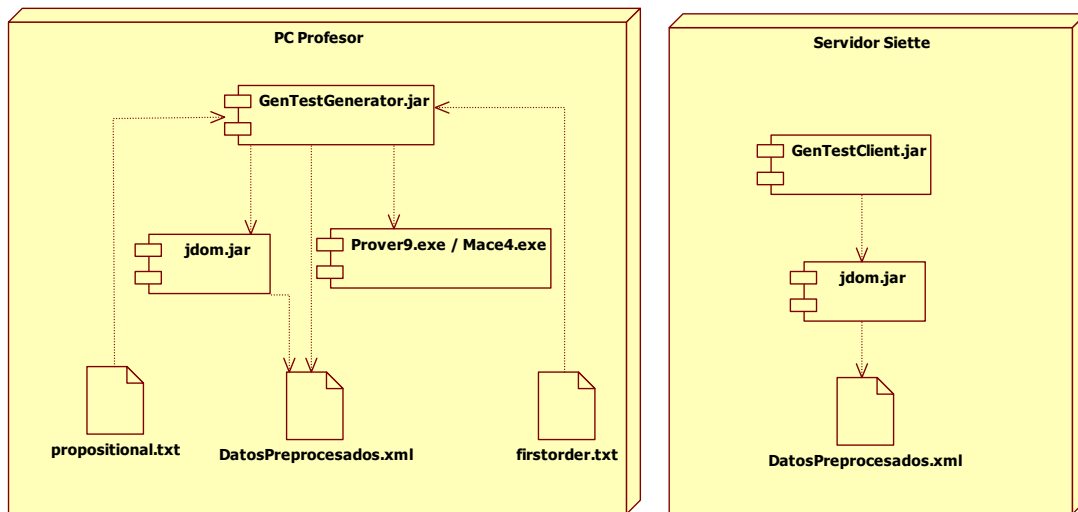 PC Profesor
GenTestGenerator.jar
jdom.jar
Prover9.exe / Mace4.exe
propositional.txt
DatosPreprocesados.xml
firstorder.txt
Servidor Siette
GenTestClient.jar
jdom.jar
DatosPreprocesados.xml